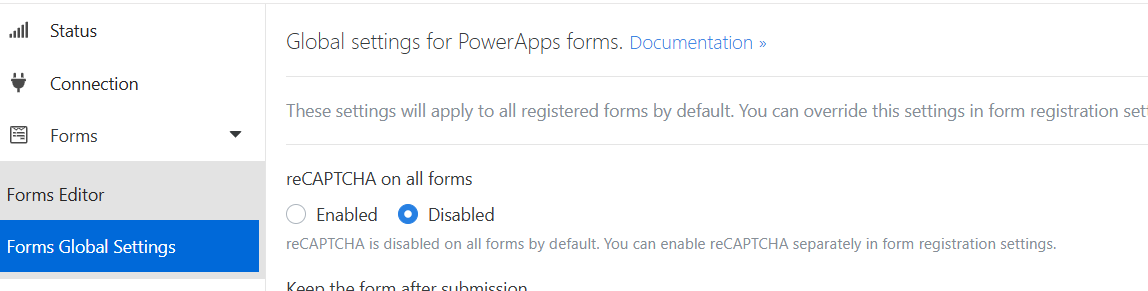 Status
Connection
Forms
Forms Editor
Forms Global Settings
Global settings for PowerApps forms. Documentation »
These settings will apply to all registered forms by default. You can override this settings in form registration set
reCAPTCHA on all forms
Enabled Disabled
reCAPTCHA is disabled on all forms by default. You can enable reCAPTCHA separately in form registration settings.
Keep the form after submission